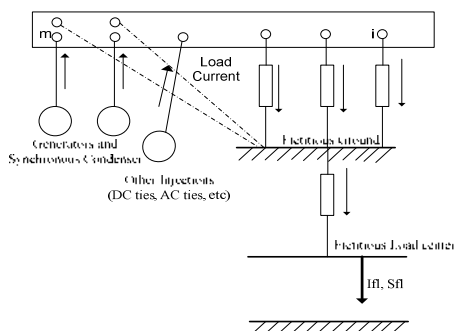 m
i
Load
Current
Generators and
Synchronous Condenser
Fictitious Ground
Other Injections
(DC ties, AC ties, etc)
Fictitious Load center
Ifl, Sfl